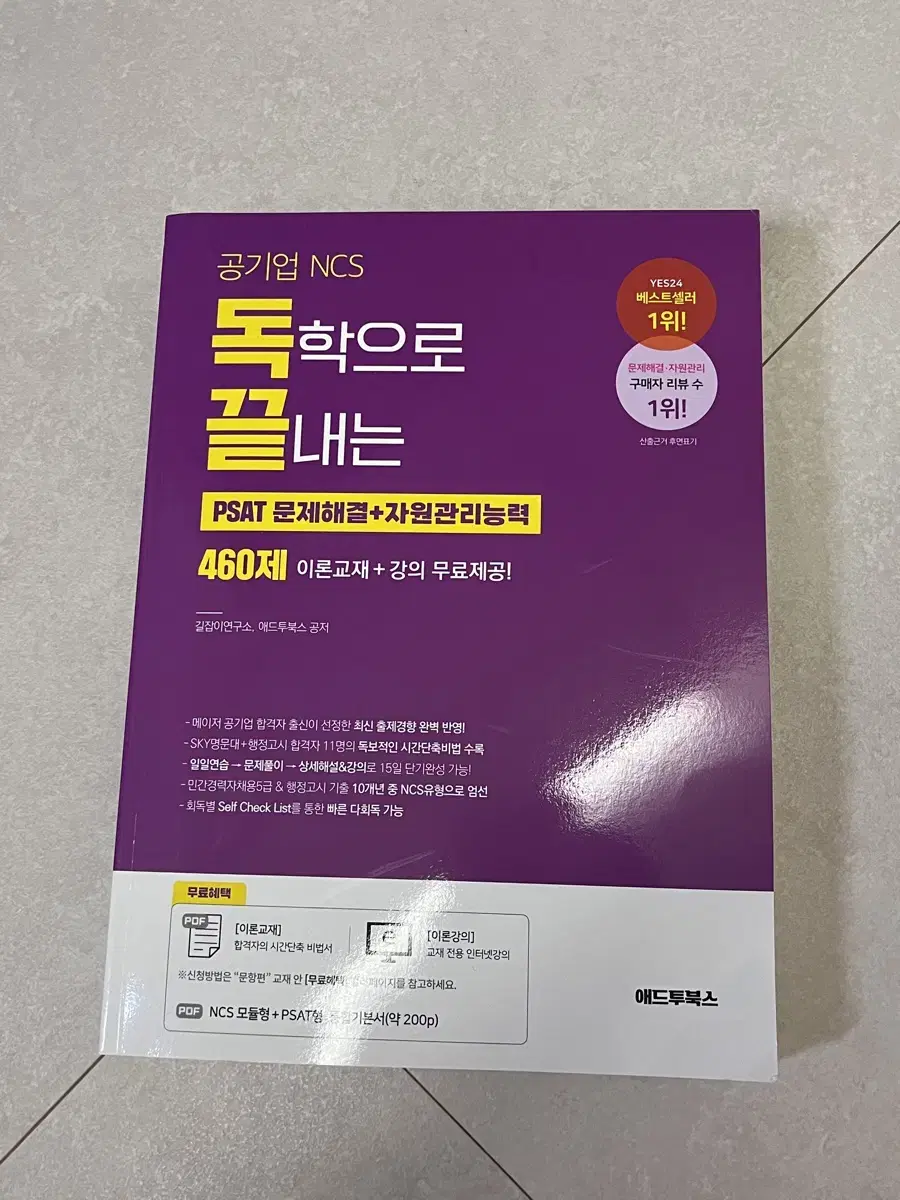 공기업 NCS
독학으로
끝내는
PSAT 문제해결+자원관리능력
460제 이론교재 + 강의 무료제공!
길잡이연구소, 애드투북스 공저
YES24
베스트셀러
1위!
문제해결·자원관리
구매자 리뷰 수
1위!
산출근거 후면표기
- 메이저 공기업 합격자 출신이 선정한 최신 출제경향 완벽 반영!
- SKY명문대+행정고시 합격자 11명의 독보적인 시간단축비법 수록
- 일일연습 → 문제풀이 → 상세해설&강의로 15일 단기완성 가능!
- 민간경력자채용5급 & 행정고시 기출 10개년 중 NCS유형으로 엄선
- 회독별 Self Check List를 통한 빠른 다회독 가능
무료혜택
PDF
[이론교재]
합격자의 시간단축 비법서
[이론강의]
교재 전용 인터넷강의
※신청방법은 "문항편" 교재 안 [무료혜택 페이지를 참고하세요.
PDF NCS 모듈형+PSAT형 기본서(약 200p)
애드투북스